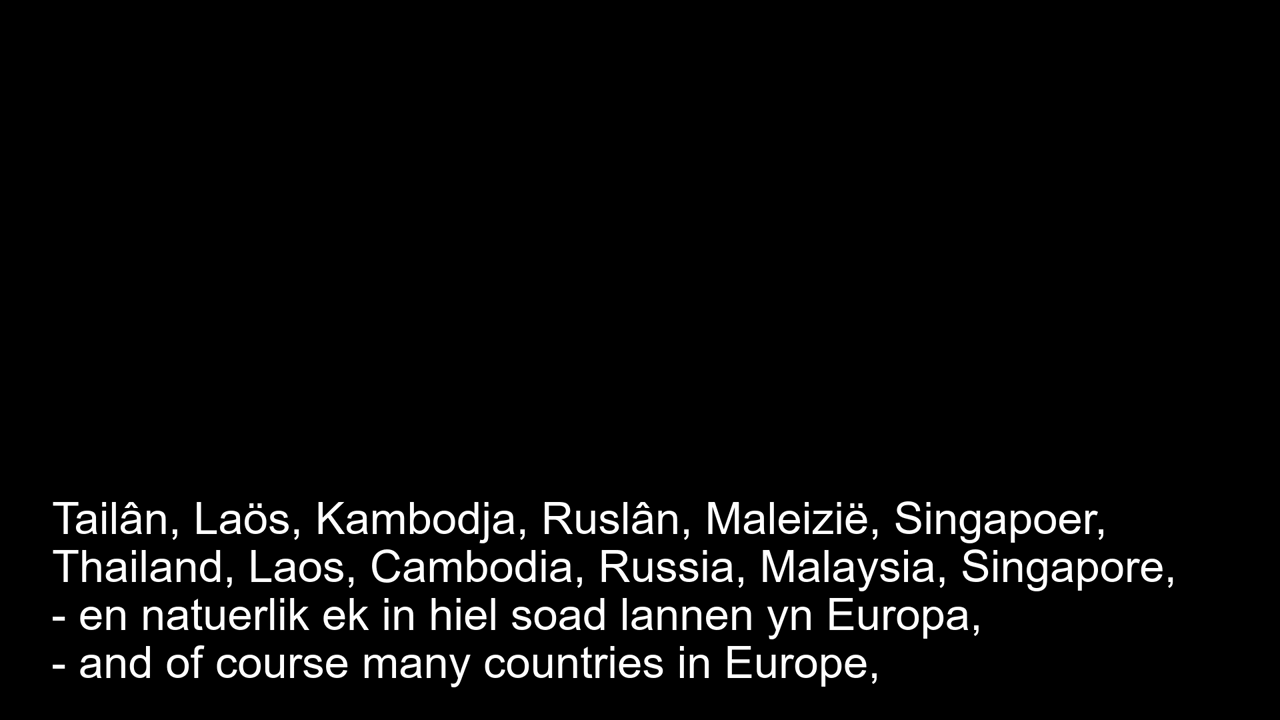 Tailân, Laös, Kambodja, Ruslân, Maleizië, Singapoer,
Thailand, Laos, Cambodia, Russia, Malaysia, Singapore,
- en natuerlik ek in hiel soad lannen yn Europa,
- and of course many countries in Europe,